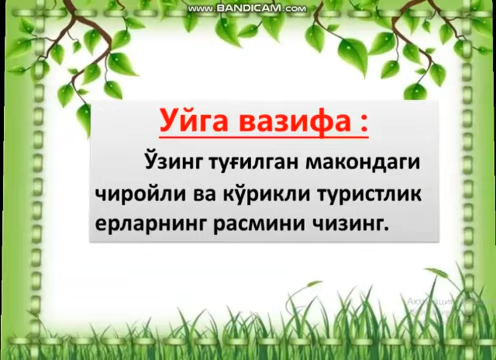 www.BANDICAM.com
Уйга вазифа :
Ўзинг туғилган макондаги
чиройли ва кўрикли туристлик
ерларнинг расмини чизинг.